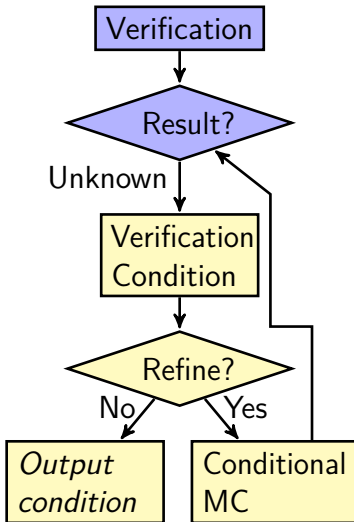 Verification
Result?
Unknown
Verification
Condition
Refine?
No
Yes
Output
condition
Conditional
MC